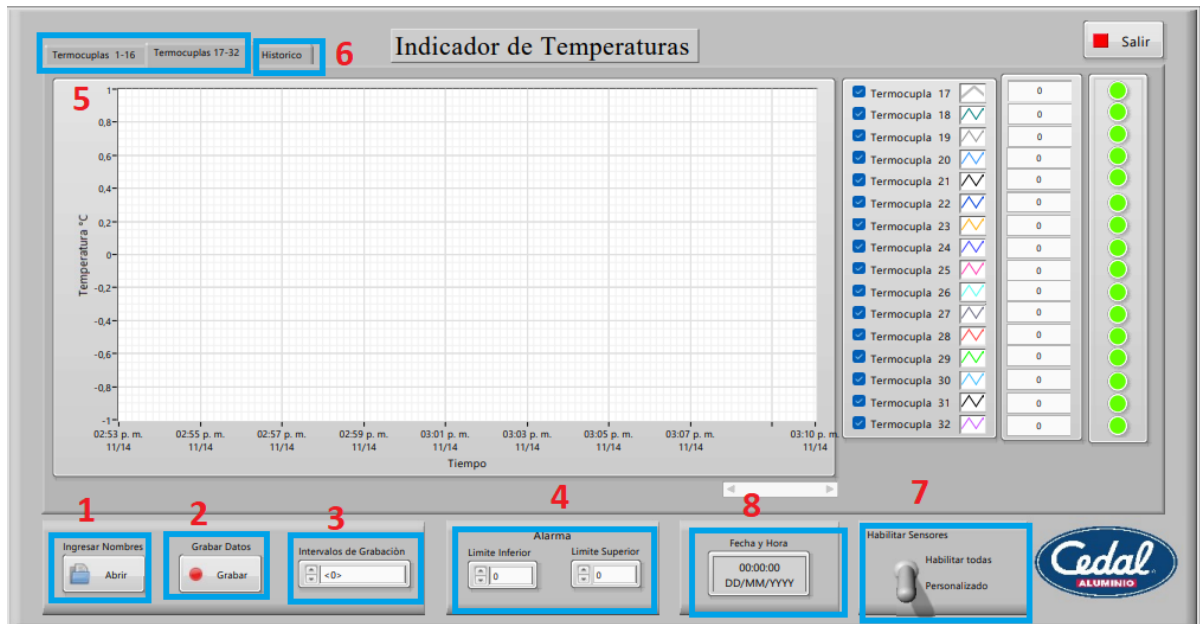 Indicador de Temperaturas
Salir
Termocuplas 1-16
Termocuplas 17-32
Historico
6
5
1
0,8
0,6
0,4
0,2
0
-0,2
-0,4
-0,6
-0,8
-1
Temperatura °C
02:53 p. m.
11/14
02:55 p. m.
11/14
02:57 p. m.
11/14
02:59 p. m.
11/14
03:01 p. m.
11/14
03:03 p. m.
11/14
03:05 p. m.
11/14
03:07 p. m.
11/14
03:10 p. m.
11/14
Tiempo
Termocupla 17 0
Termocupla 18 0
Termocupla 19 0
Termocupla 20 0
Termocupla 21 0
Termocupla 22 0
Termocupla 23 0
Termocupla 24 0
Termocupla 25 0
Termocupla 26 0
Termocupla 27 0
Termocupla 28 0
Termocupla 29 0
Termocupla 30 0
Termocupla 31 0
Termocupla 32 0
1
Ingresar Nombres
Abrir
2
Grabar Datos
Grabar
3
Intervalos de Grabaciòn
<0>
4
Alarma
Limite Inferior
0
Limite Superior
0
8
Fecha y Hora
00:00:00
DD/MM/YYYY
7
Habilitar Sensores
Habilitar todas
Personalizado
Cedal
ALUMINIO